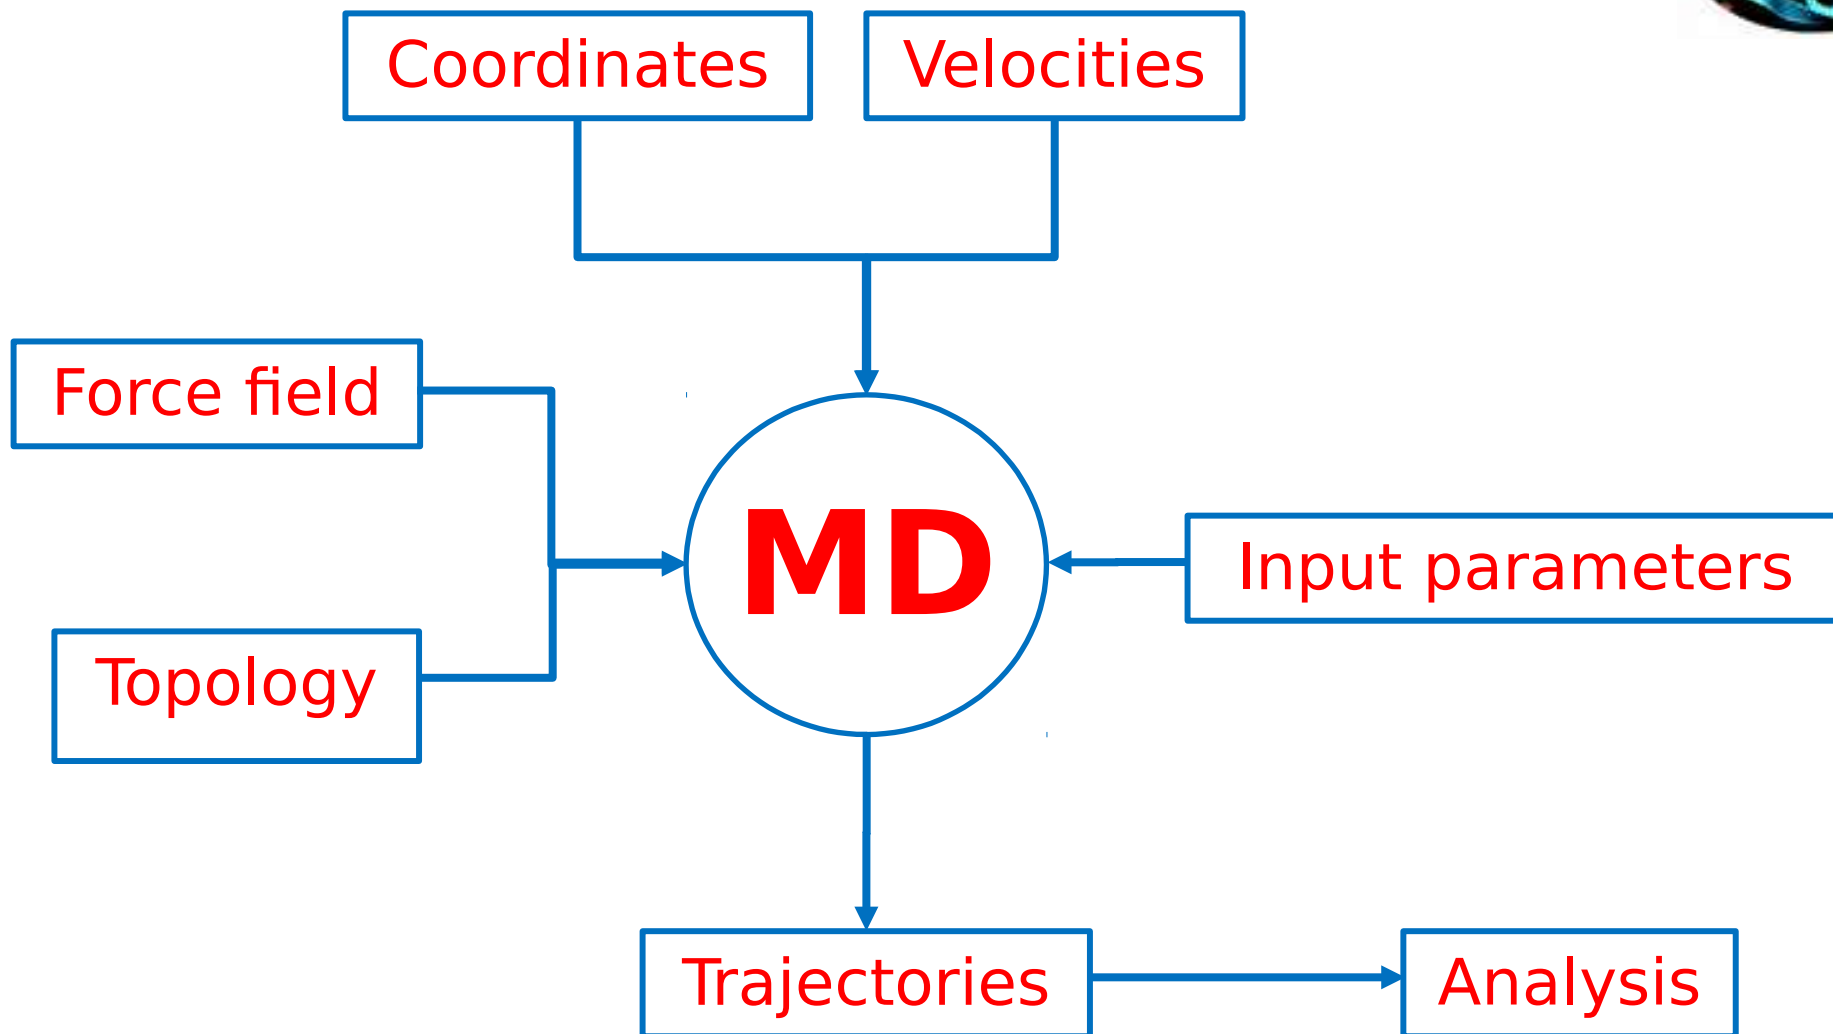 Coordinates
Velocities
Force field
MD
Input parameters
Topology
Trajectories
Analysis